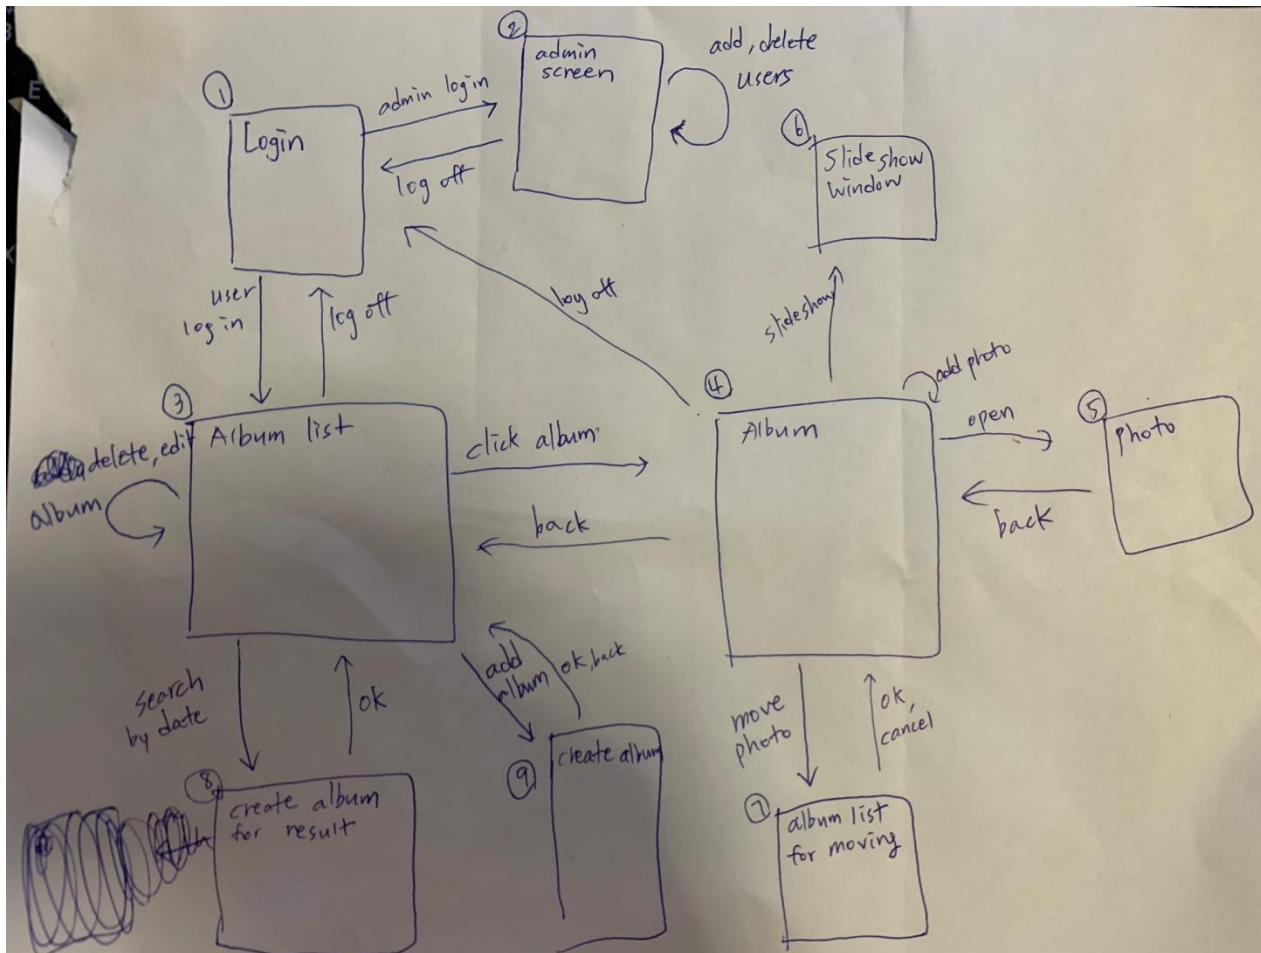 ②
admin
screen
add, delete
users
①
Login
admin login
log off
⑥
Slideshow
window
user
log in
log off
log off
slideshow
③
Album list
delete, edit
album
click album
back
④
Album
add photo
open
back
⑤
photo
search
by date
ok
add
album
ok, back
move
photo
ok,
cancel
⑧
create album
for result
⑨
create album
⑦
album list
for moving
E